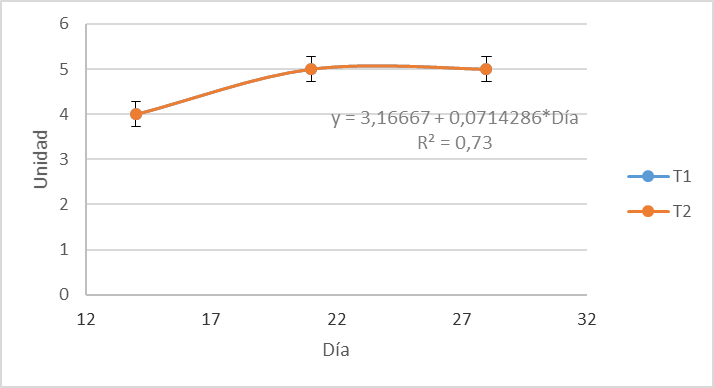 6
5
4
3
2
1
0
Unidad
y = 3,16667 + 0,0714286*Día
R² = 0,73
T1
T2
12 17 22 27 32
Día